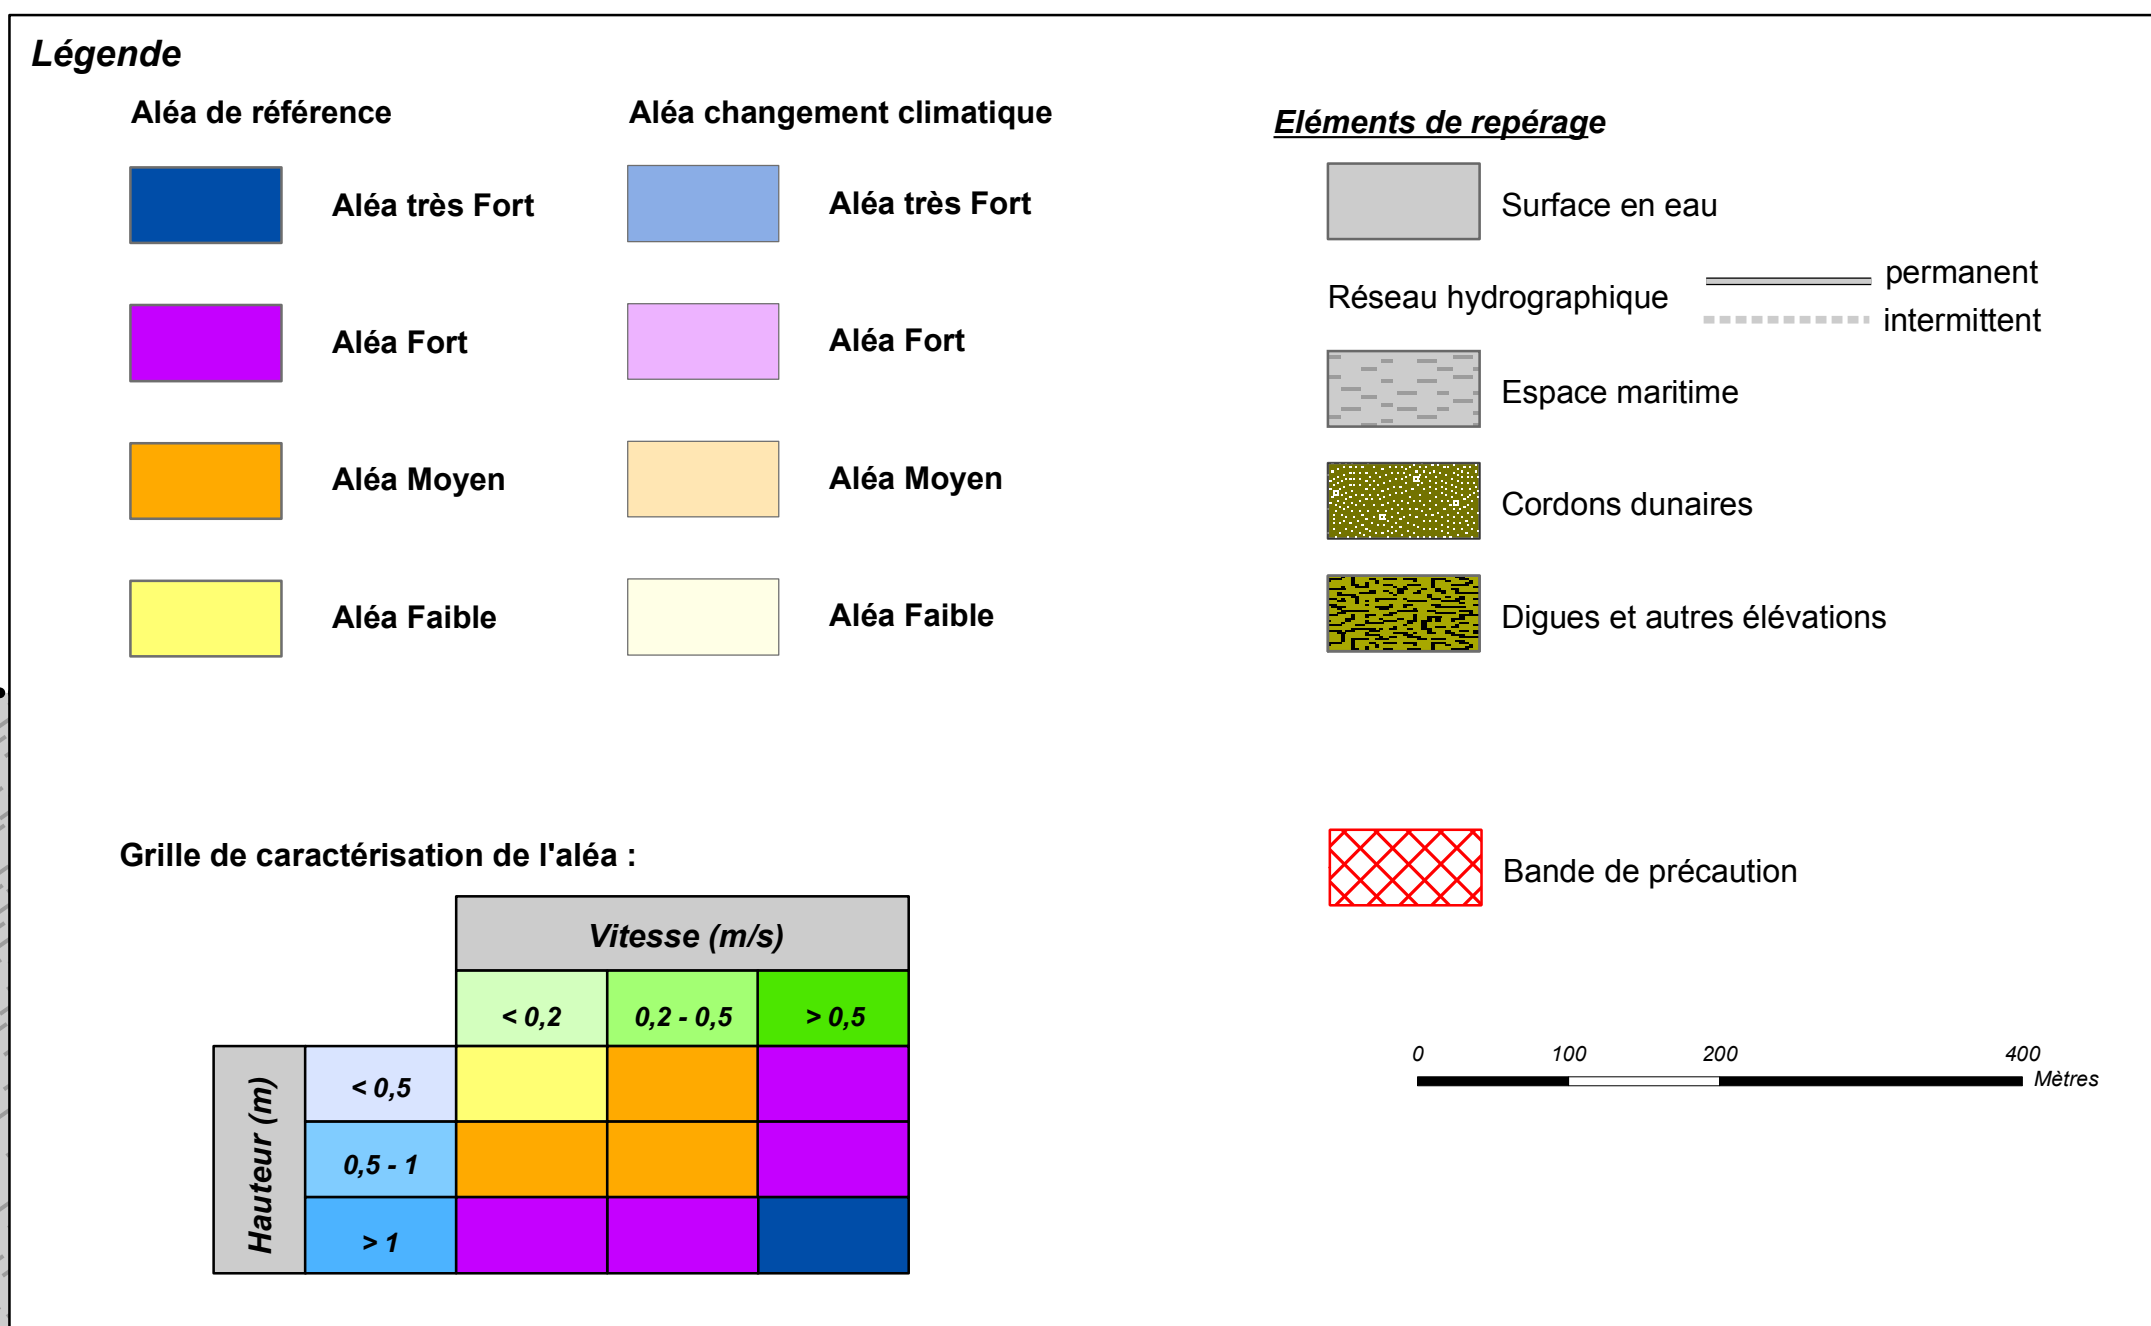 Légende
Aléa de référence
Aléa changement climatique
Aléa très Fort
Aléa très Fort
Aléa Fort
Aléa Fort
Aléa Moyen
Aléa Moyen
Aléa Faible
Aléa Faible
Eléments de repérage
Surface en eau
Réseau hydrographique
permanent
intermittent
Espace maritime
Cordons dunaires
Digues et autres élévations
Bande de précaution
Grille de caractérisation de l'aléa :
Vitesse (m/s)
< 0,2
0,2 - 0,5
> 0,5
Hauteur (m)
< 0,5
0,5 - 1
> 1
0
100
200
400
Mètres